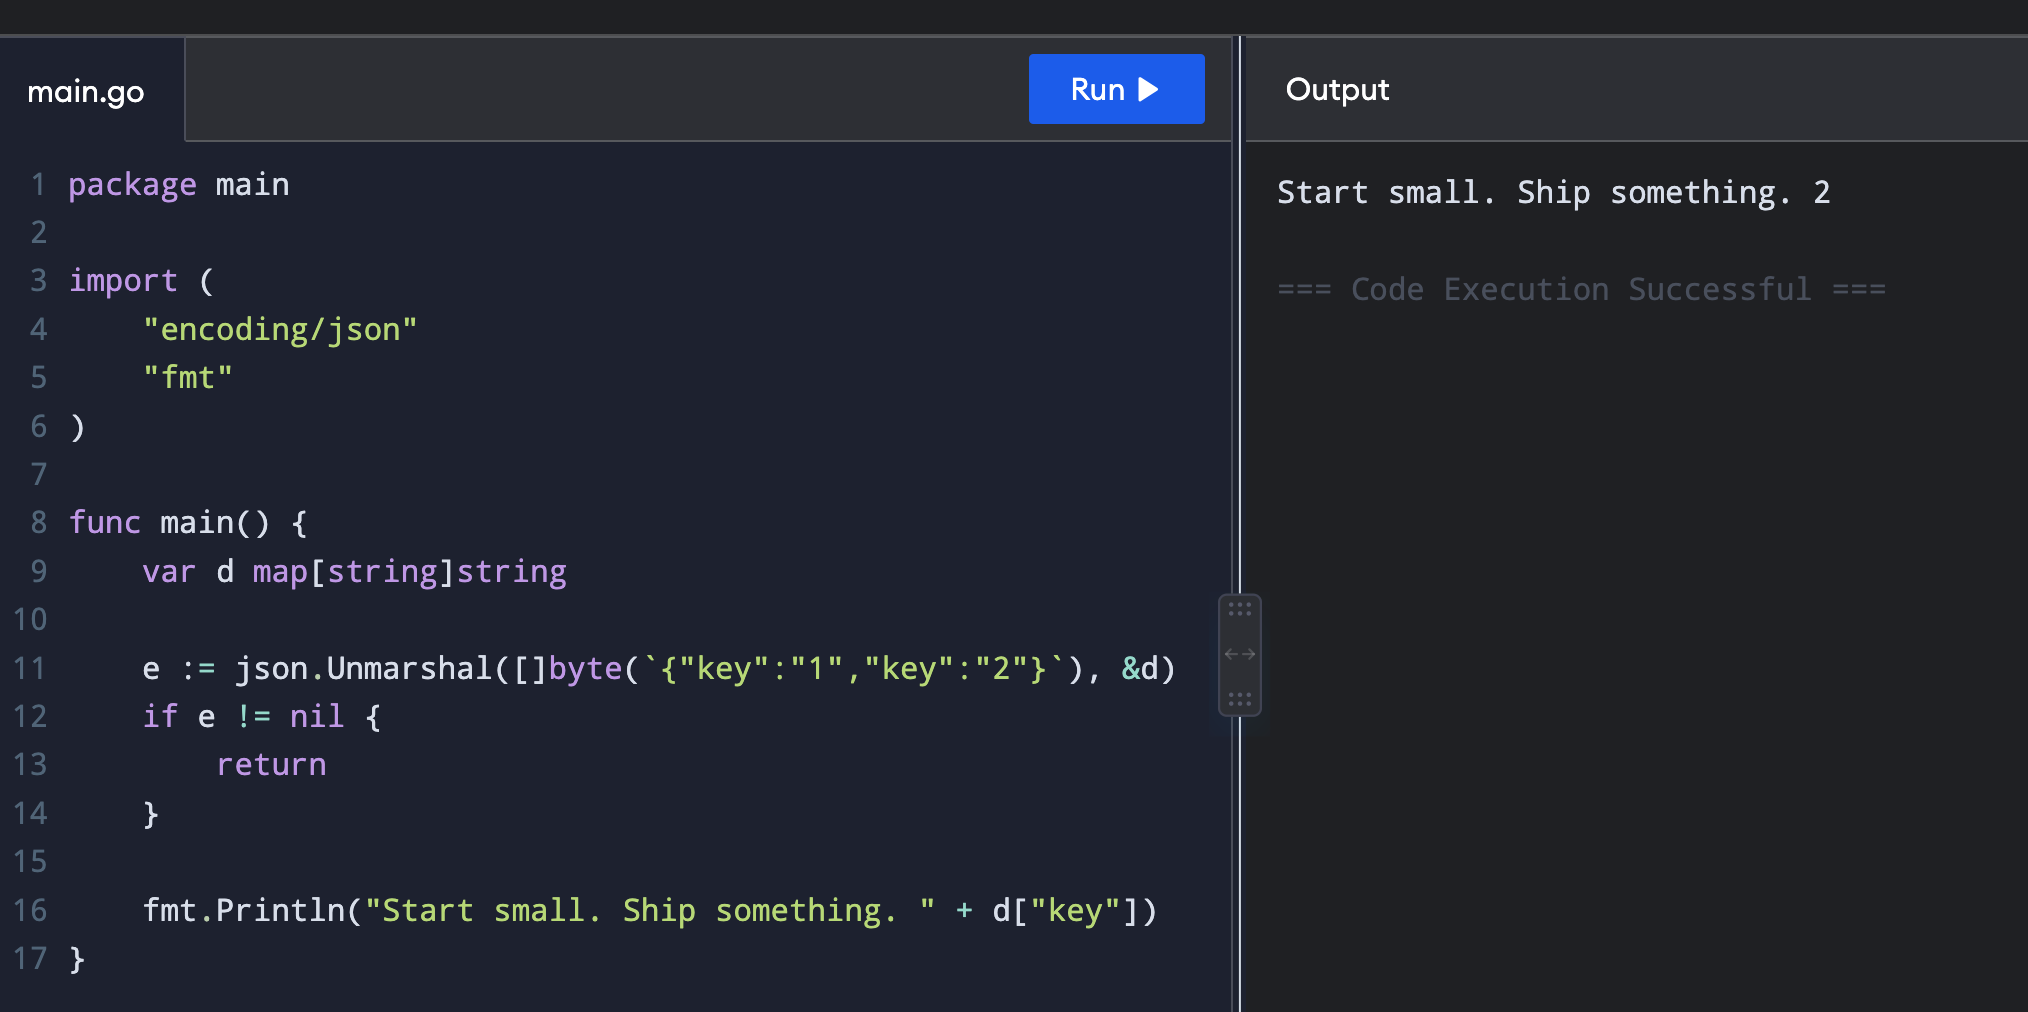 main.go
Run
Output
1 package main
2
3 import (
4     "encoding/json"
5     "fmt"
6 )
7
8 func main() {
9     var d map[string]string
10
11     e := json.Unmarshal([]byte(`{"key":"1","key":"2"}`), &d)
12     if e != nil {
13         return
14     }
15
16     fmt.Println("Start small. Ship something. " + d["key"])
17 }
Start small. Ship something. 2
=== Code Execution Successful ===